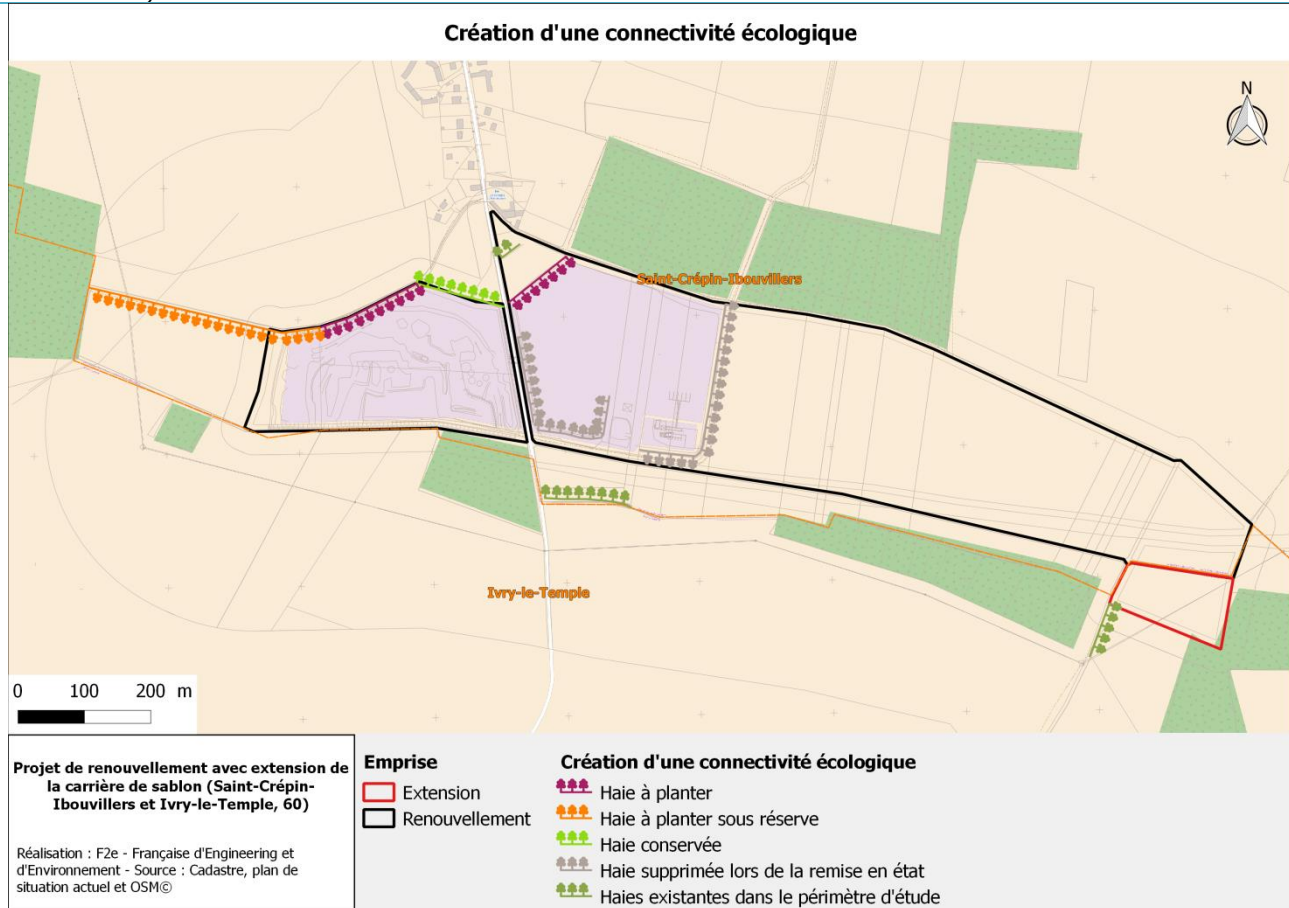 Création d'une connectivité écologique
N
Saint-Crépin-Ibouvillers
Ivry-le-Temple
0 100 200 m
Projet de renouvellement avec extension de
la carrière de sablon (Saint-Crépin-
Ibouvillers et Ivry-le-Temple, 60)
Réalisation : F2e - Française d'Engineering et
d'Environnement - Source : Cadastre, plan de
situation actuel et OSM©
Emprise
Extension
Renouvellement
Création d'une connectivité écologique
Haie à planter
Haie à planter sous réserve
Haie conservée
Haie supprimée lors de la remise en état
Haies existantes dans le périmètre d'étude